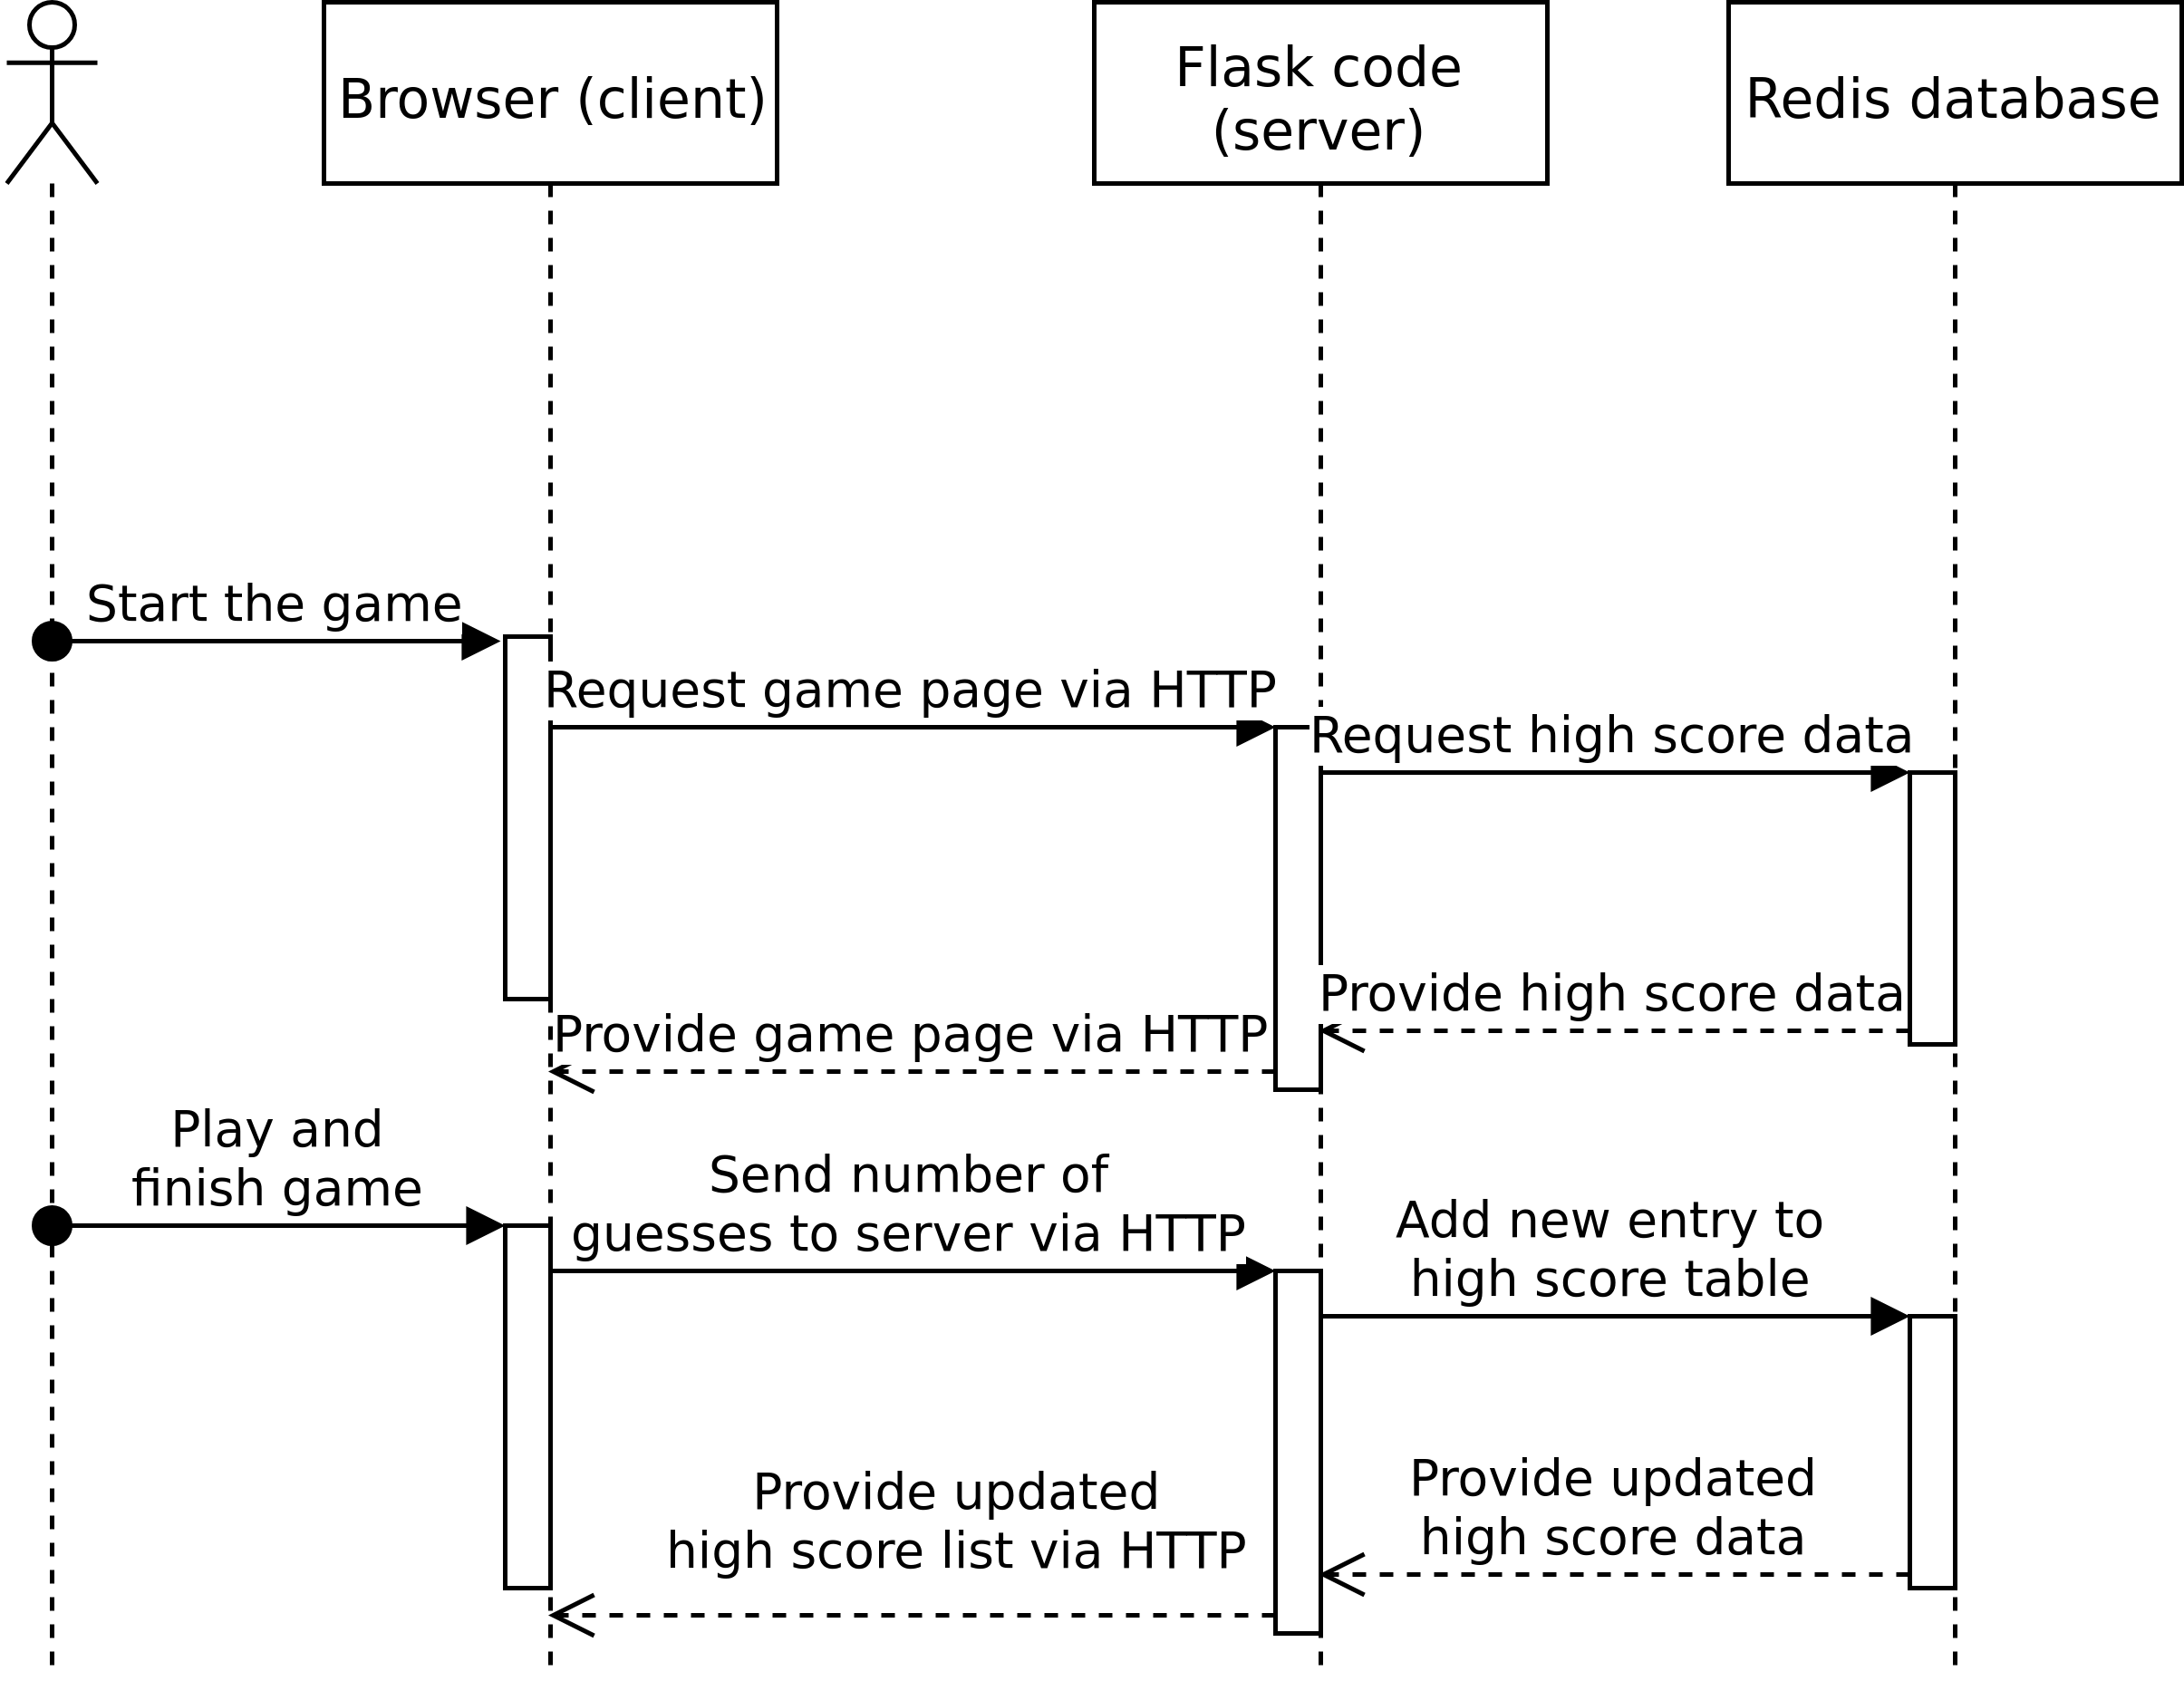 Browser (client)
Flask code
(server)
Redis database
Start the game
Request game page via HTTP
Request high score data
Provide high score data
Provide game page via HTTP
Play and
finish game
Send number of
guesses to server via HTTP
Add new entry to
high score table
Provide updated
high score data
Provide updated
high score list via HTTP